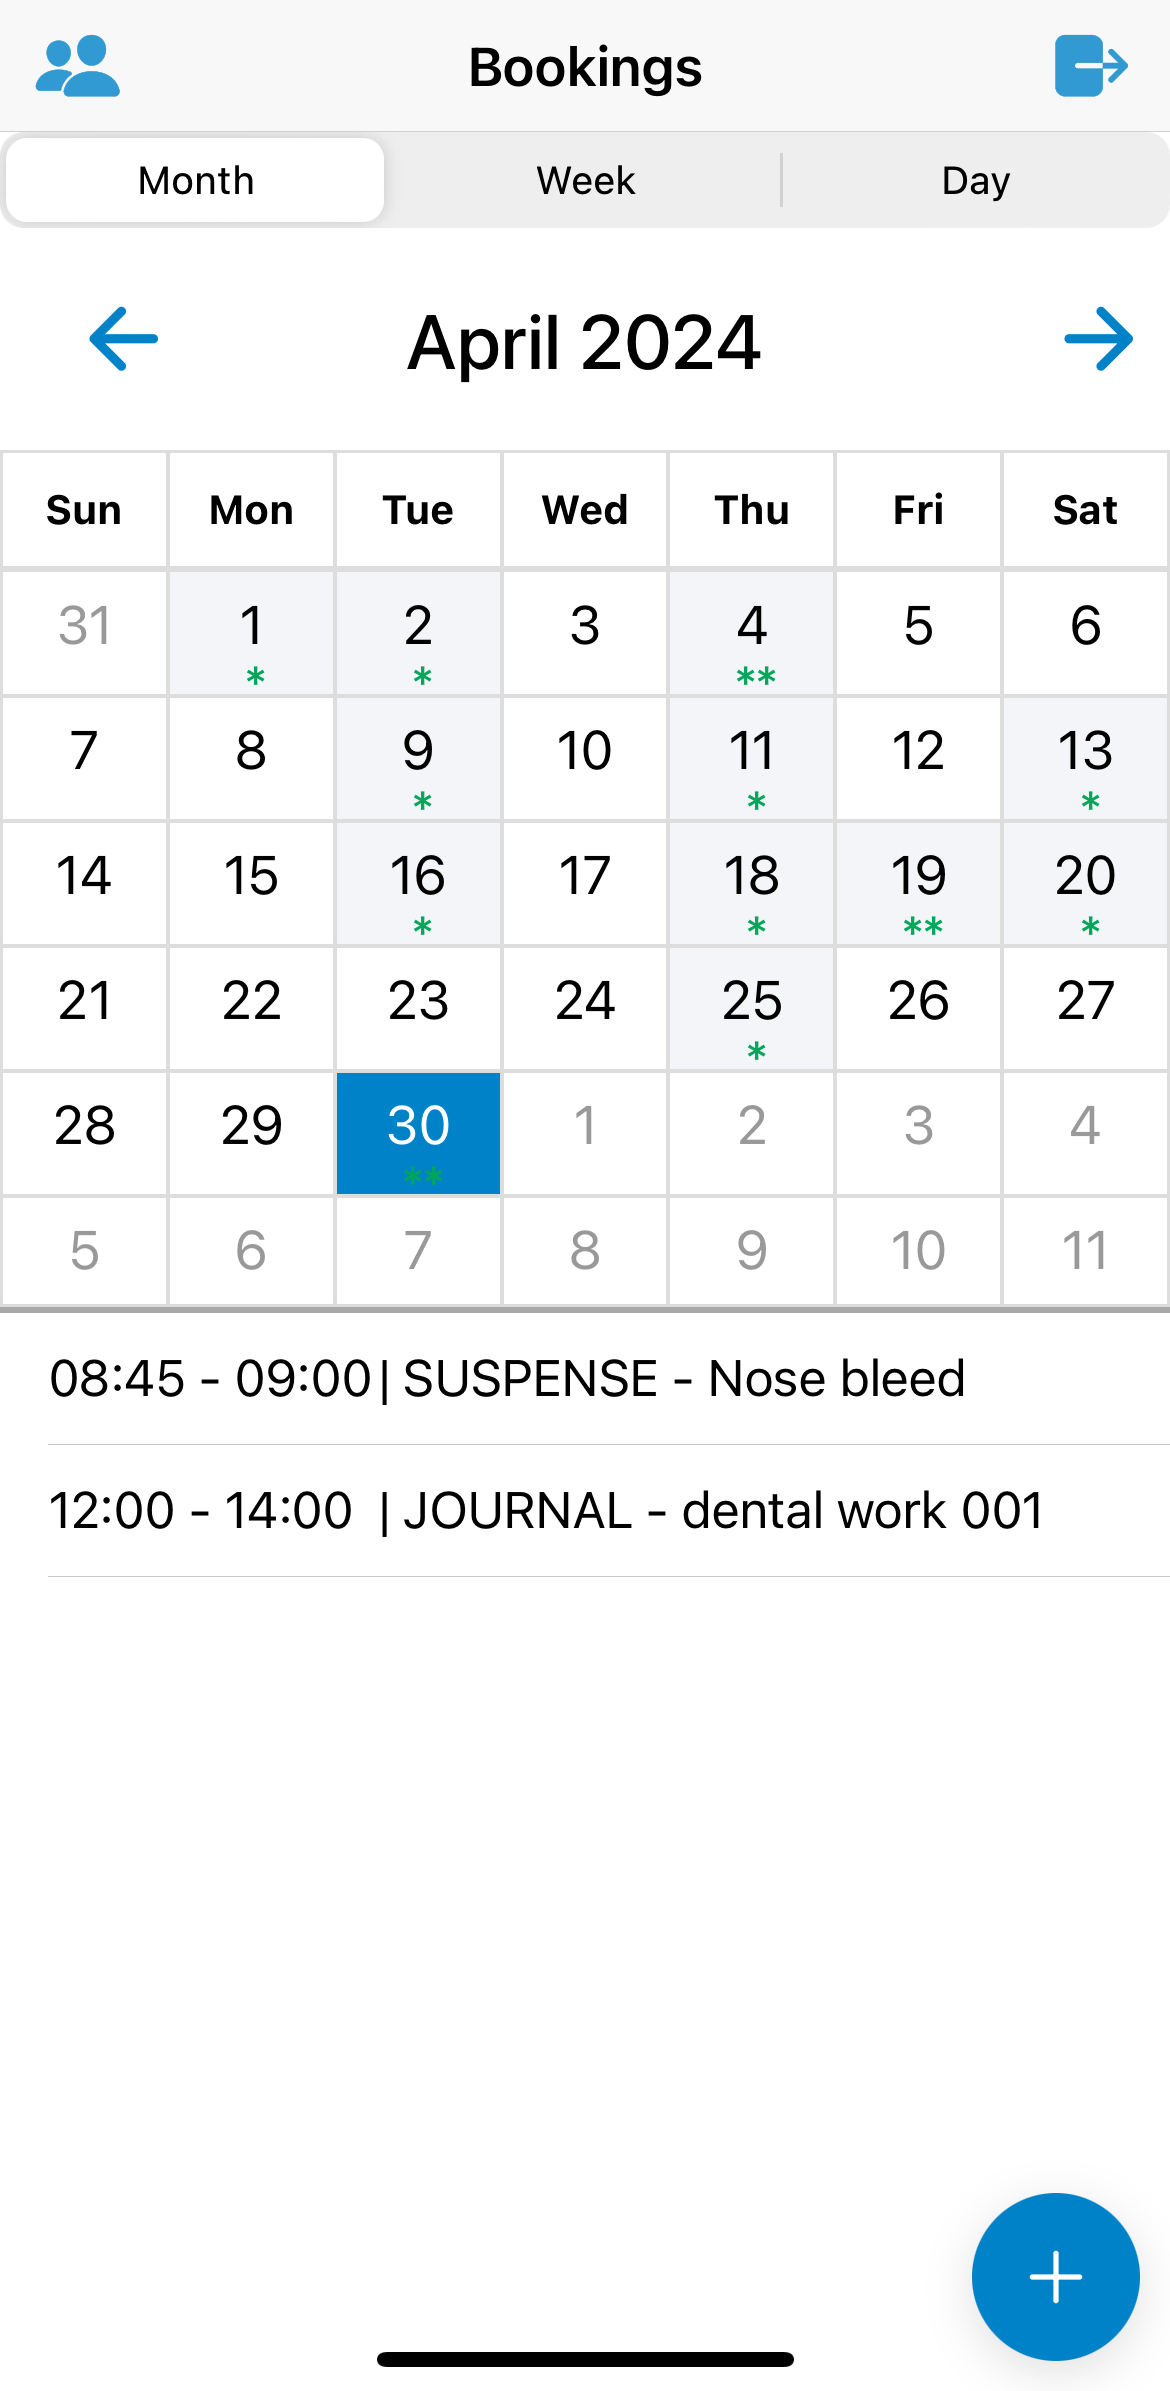 Bookings
Month Week Day
April 2024
Sun Mon Tue Wed Thu Fri Sat
31 1 2 3 4 5 6
* * **
7 8 9 10 11 12 13
* * *
14 15 16 17 18 19 20
* * ** *
21 22 23 24 25 26 27
*
28 29 30 1 2 3 4
**
5 6 7 8 9 10 11
08:45 - 09:00| SUSPENSE - Nose bleed
12:00 - 14:00 | JOURNAL - dental work 001